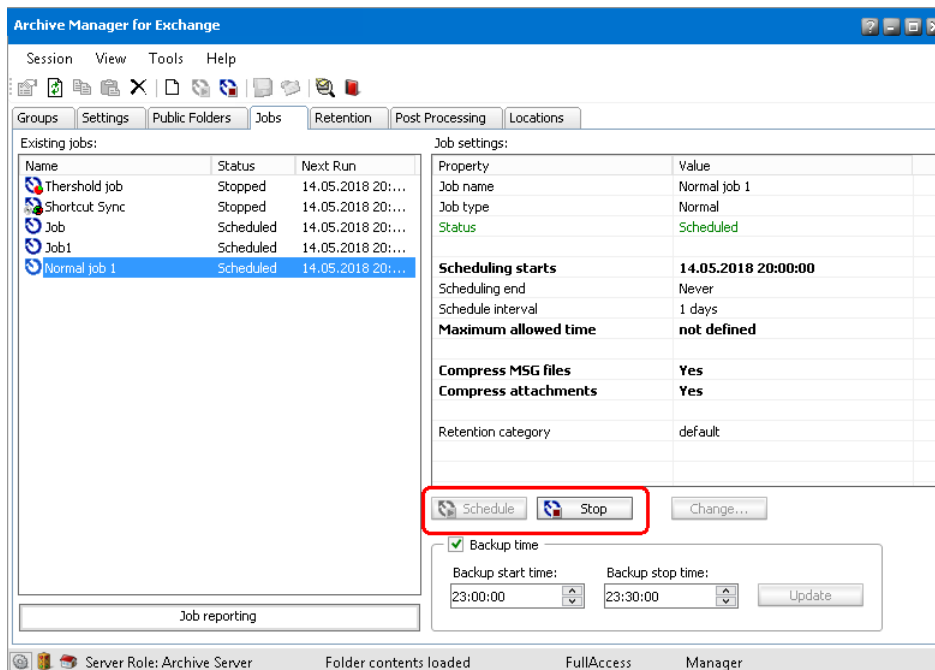 Archive Manager for Exchange
Session View Tools Help
Groups Settings Public Folders Jobs Retention Post Processing Locations
Existing jobs:
Name Status Next Run
Thershold job Stopped 14.05.2018 20:...
Shortcut Sync Stopped 14.05.2018 20:...
Job Scheduled 14.05.2018 20:...
Job1 Scheduled 14.05.2018 20:...
Normal job 1 Scheduled 14.05.2018 20:...
Job reporting
Job settings:
Property Value
Job name Normal job 1
Job type Normal
Status Scheduled
Scheduling starts 14.05.2018 20:00:00
Scheduling end Never
Schedule interval 1 days
Maximum allowed time not defined
Compress MSG files Yes
Compress attachments Yes
Retention category default
Schedule Stop Change...
Backup time
Backup start time: Backup stop time:
23:00:00 23:30:00 Update
Server Role: Archive Server Folder contents loaded FullAccess Manager